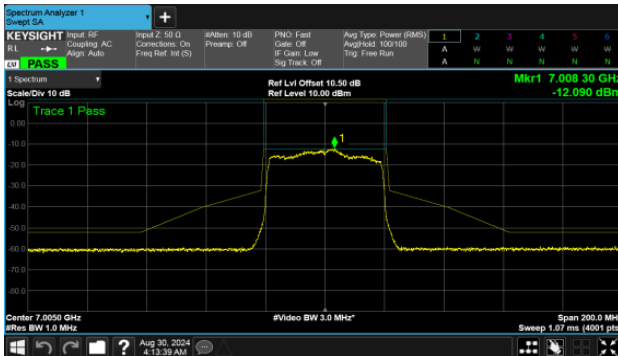 Spectrum Analyzer 1
Swept SA
KEYSIGHT
RL
LW PASS
Input: RF
Coupling: AC
Align: Auto
Input Z: 50 Ω
Corrections: On
Freq Ref: Int (S)
#Atten: 10 dB
Preamp: Off
PNO: Fast
Gate: Off
IF Gain: Low
Sig Track: Off
Avg Type: Power (RMS)
Avg|Hold: 100/100
Trig: Free Run
1 2 3 4 5 6
A W W W W W
A N N N N N
1 Spectrum
Scale/Div 10 dB
Ref Lvl Offset 10.50 dB
Ref Level 10.00 dBm
Mkr1 7.008 30 GHz
-12.090 dBm
Log
Trace 1 Pass
1
0.00
-10.0
-20.0
-30.0
-40.0
-50.0
-60.0
-70.0
-80.0
Center 7.0050 GHz
#Res BW 1.0 MHz
#Video BW 3.0 MHz*
Span 200.0 MHz
Sweep 1.07 ms (4001 pts)
?
Aug 30, 2024
4:13:39 AM